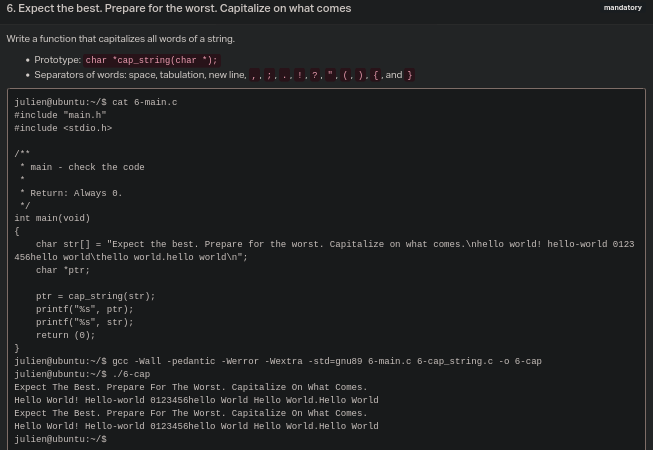 6. Expect the best. Prepare for the worst. Capitalize on what comes
mandatory
Write a function that capitalizes all words of a string.
• Prototype: char *cap_string(char *);
• Separators of words: space, tabulation, new line, ,, ;, ., !, ?, ", (, ), {, and }
julien@ubuntu:~/$ cat 6-main.c
#include "main.h"
#include <stdio.h>

/**
 * main - check the code
 *
 * Return: Always 0.
 */
int main(void)
{
    char str[] = "Expect the best. Prepare for the worst. Capitalize on what comes.\nhello world! hello-world 0123
456hello world\thello world.hello world\n";
    char *ptr;

    ptr = cap_string(str);
    printf("%s", ptr);
    printf("%s", str);
    return (0);
}
julien@ubuntu:~/$ gcc -Wall -pedantic -Werror -Wextra -std=gnu89 6-main.c 6-cap_string.c -o 6-cap
julien@ubuntu:~/$ ./6-cap
Expect The Best. Prepare For The Worst. Capitalize On What Comes.
Hello World! Hello-world 0123456hello World Hello World.Hello World
Expect The Best. Prepare For The Worst. Capitalize On What Comes.
Hello World! Hello-world 0123456hello World Hello World.Hello World
julien@ubuntu:~/$